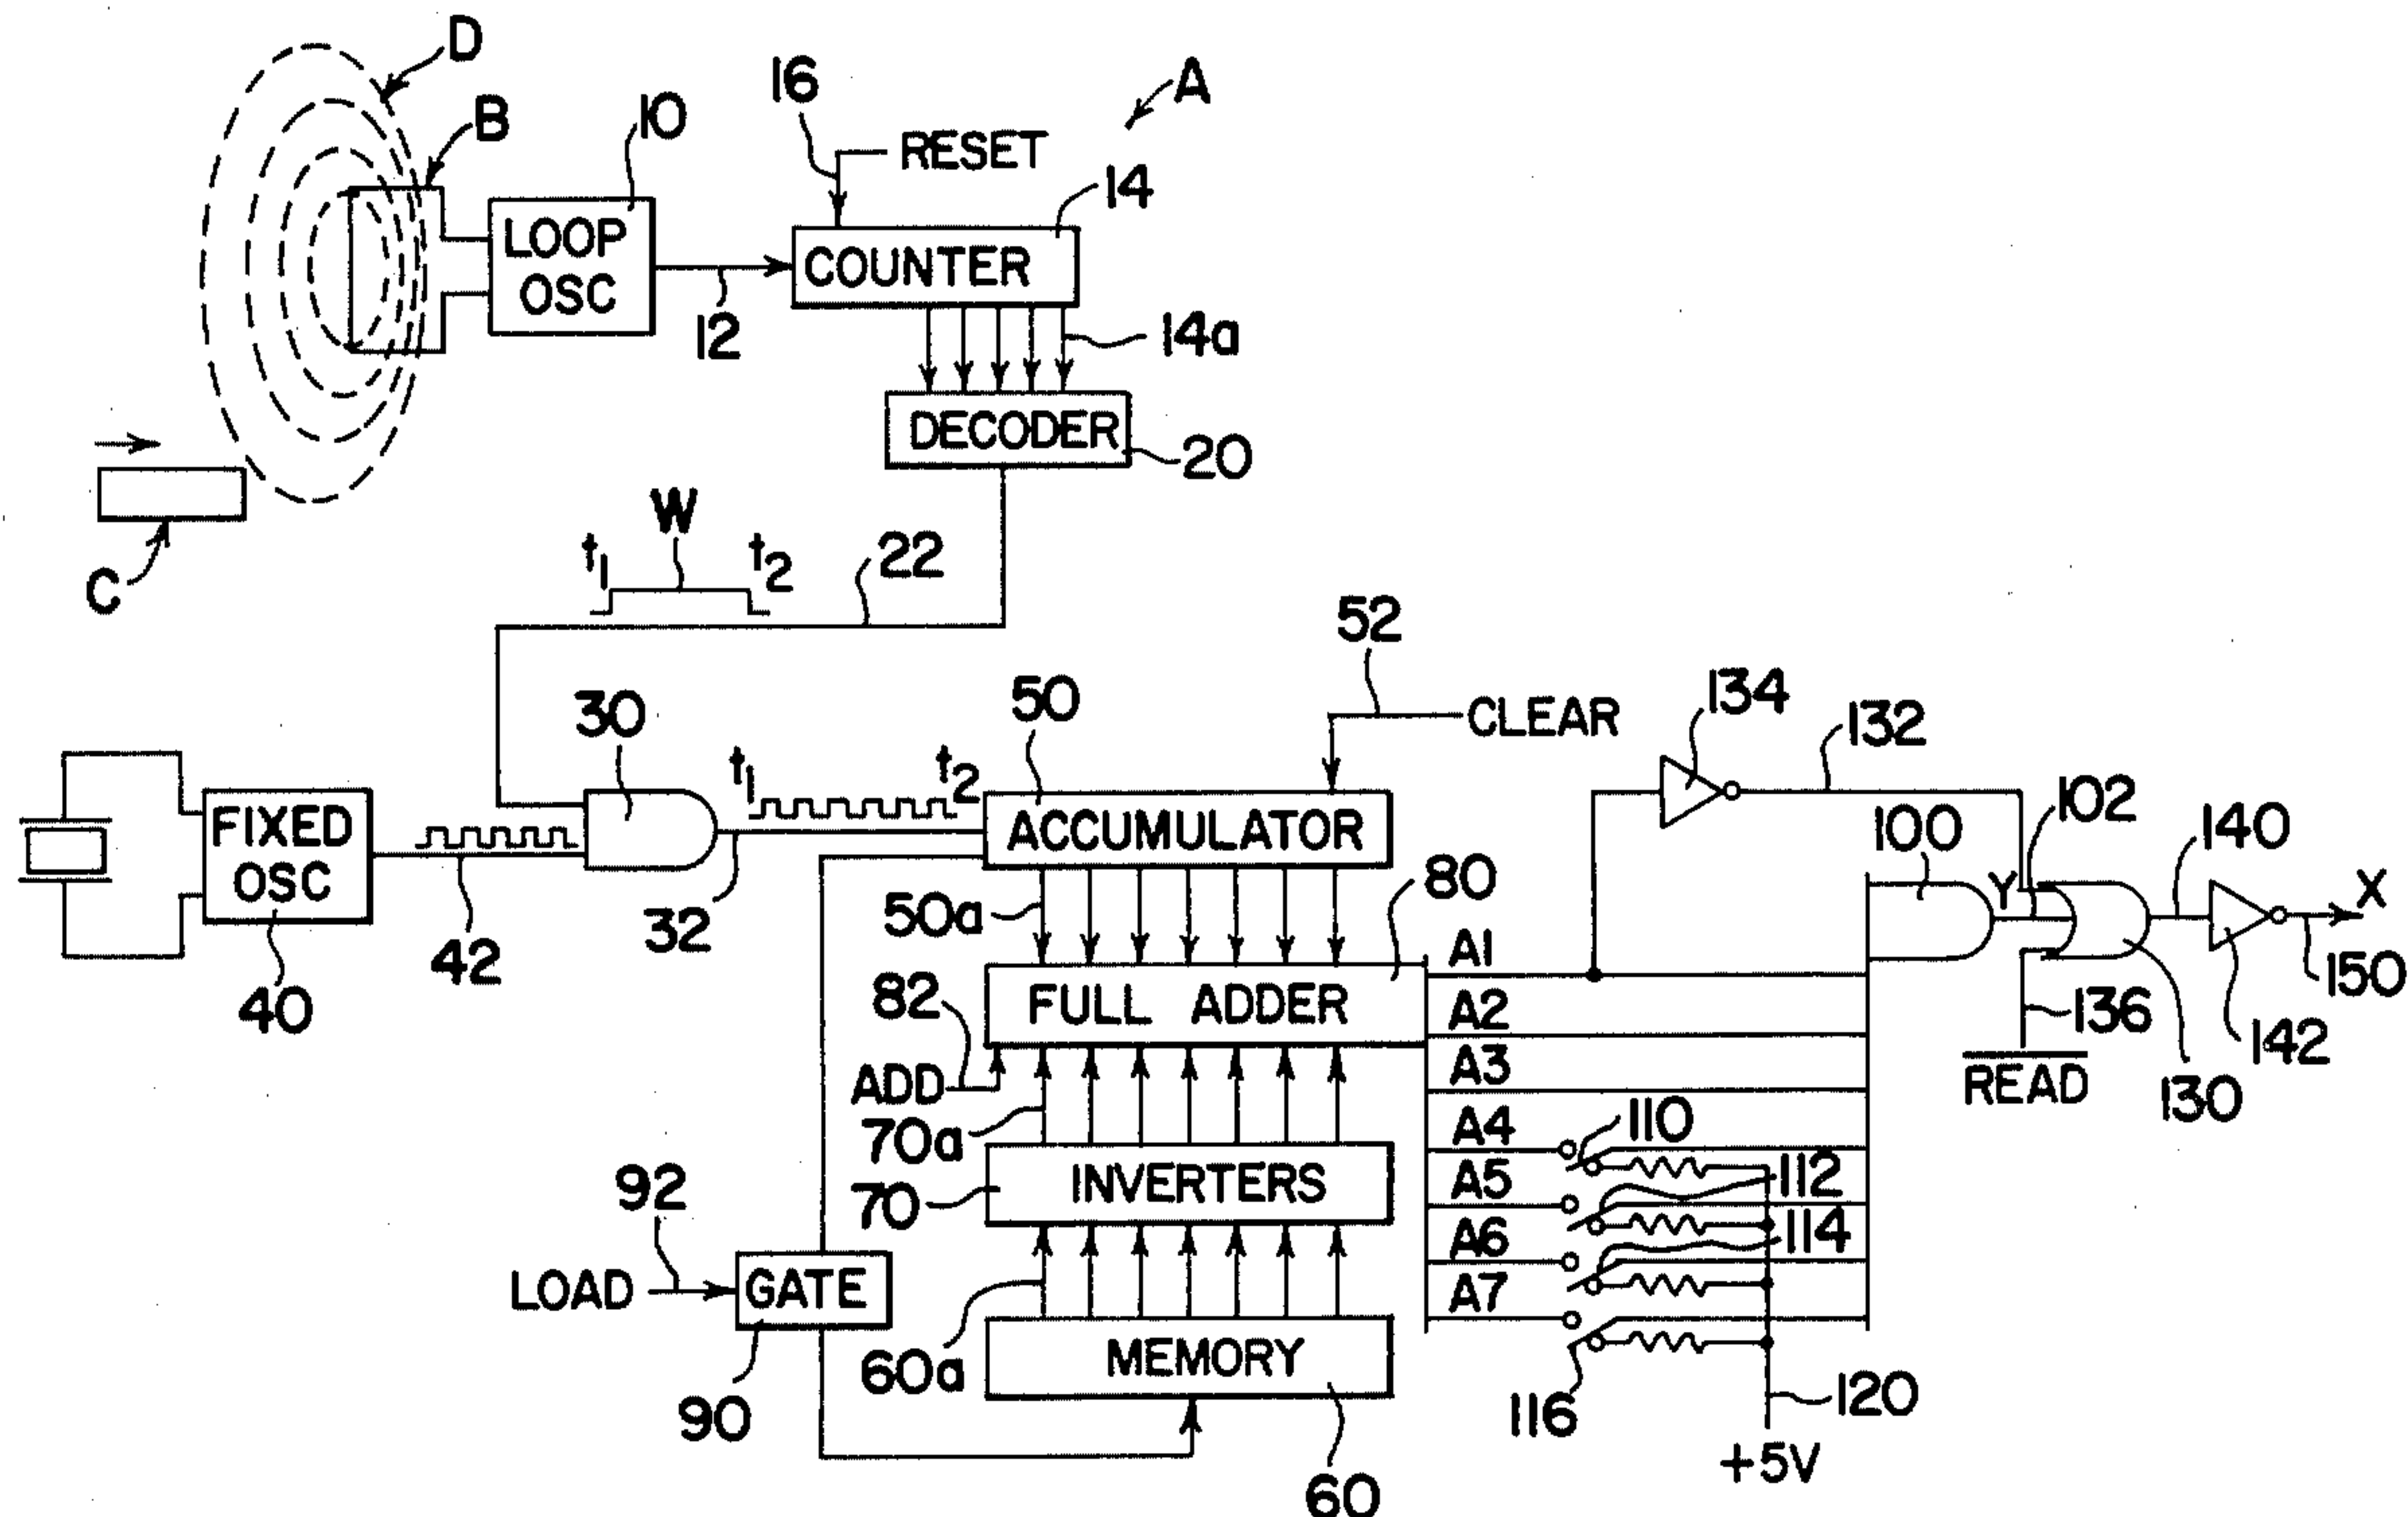 D
B
10
16
A
RESET
14
LOOP
OSC
COUNTER
12
14a
DECODER
20
C
t1
W
t2
22
52
CLEAR
134
132
30
50
t1
t2
102
100
140
FIXED
OSC
ACCUMULATOR
Y
X
80
50a
32
42
40
A1
150
82
FULL ADDER
A2
136
142
ADD
A3
READ
130
70a
A4
110
92
70
INVERTERS
A5
112
A6
114
LOAD
GATE
A7
60a
MEMORY
90
116
120
+5V
60